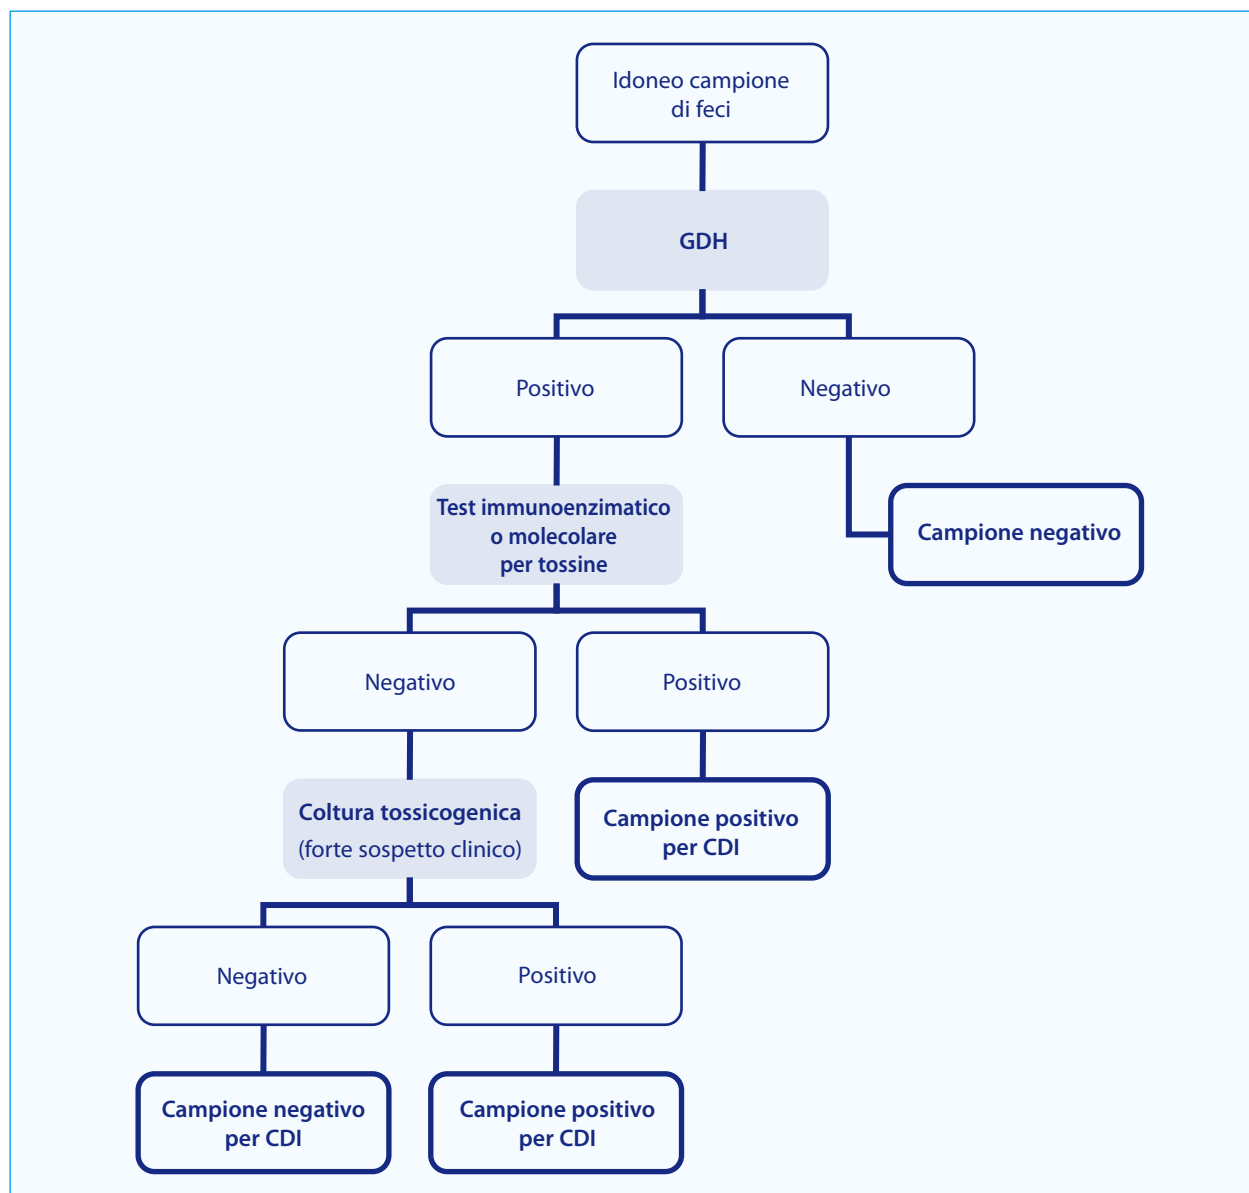 Idoneo campione
di feci
GDH
Positivo
Negativo
Test immunoenzimatico
o molecolare
per tossine
Campione negativo
Negativo
Positivo
Coltura tossicogenica
(forte sospetto clinico)
Campione positivo
per CDI
Negativo
Positivo
Campione negativo
per CDI
Campione positivo
per CDI